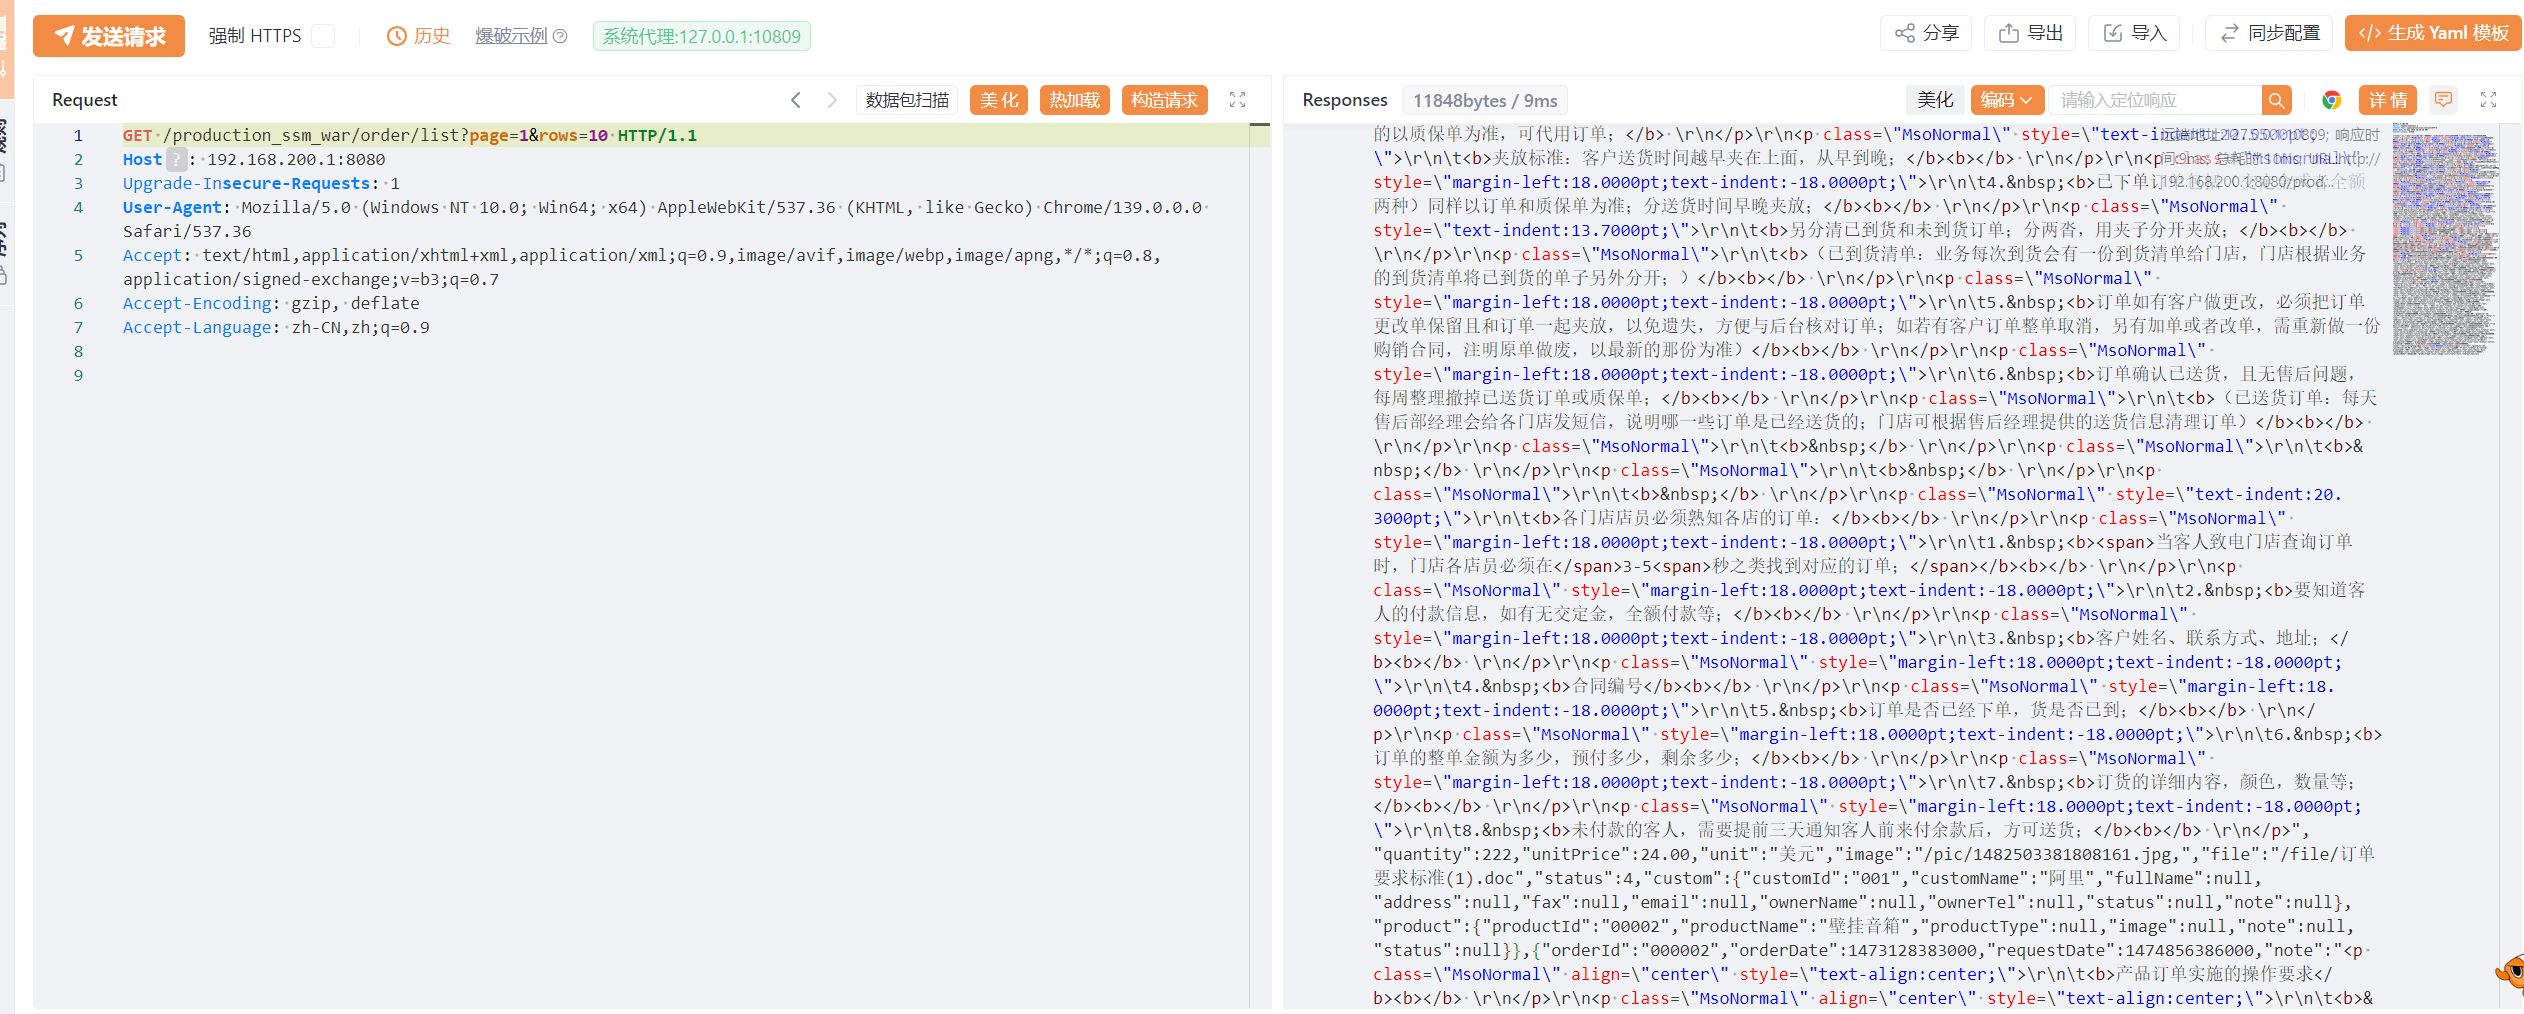 发送请求
强制 HTTPS
历史
爆破示例
系统代理:127.0.0.1:10809
分享
导出
导入
同步配置
</> 生成 Yaml 模板
Request
数据包扫描
美化
热加载
构造请求
1 GET /production_ssm_war/order/list?page=1&rows=10 HTTP/1.1
2 Host ? : 192.168.200.1:8080
3 Upgrade-Insecure-Requests: 1
4 User-Agent: Mozilla/5.0 (Windows NT 10.0; Win64; x64) AppleWebKit/537.36 (KHTML, like Gecko) Chrome/139.0.0.0
Safari/537.36
5 Accept: text/html,application/xhtml+xml,application/xml;q=0.9,image/avif,image/webp,image/apng,*/*;q=0.8,
application/signed-exchange;v=b3;q=0.7
6 Accept-Encoding: gzip, deflate
7 Accept-Language: zh-CN,zh;q=0.9
8
9
Responses
11848bytes / 9ms
美化
编码
请输入定位响应
详情
的以质保单为准，可代用订单；</b> \r\n</p>\r\n<p class=\"MsoNormal\" style=\"text-
\">\r\n\t<b>夹放标准：客户送货时间越早夹在上面，从早到晚；</b><b></b> \r\n</p>\r\n<p
style=\"margin-left:18.0000pt;text-indent:-18.0000pt;\">\r\n\t4.&nbsp;<b>已下单
两种）同样以订单和质保单为准；分送货时间早晚夹放；</b><b></b> \r\n</p>\r\n<p class=\"MsoNormal\"
style=\"text-indent:13.7000pt;\">\r\n\t<b>另分清已到货和未到货订单；分两沓，用夹子分开夹放；</b><b></b>
\r\n</p>\r\n<p class=\"MsoNormal\">\r\n\t<b>（已到货清单：业务每次到货会有一份到货清单给门店，门店根据业务
的到货清单将已到货的单子另外分开；）</b><b></b> \r\n</p>\r\n<p class=\"MsoNormal\"
style=\"margin-left:18.0000pt;text-indent:-18.0000pt;\">\r\n\t5.&nbsp;<b>订单如有客户做更改，必须把订单
更改单保留且和订单一起夹放，以免遗失，方便与后台核对订单；如若有客户订单整单取消，另有加单或者改单，需重新做一份
购销合同，注明原单做废，以最新的那份为准）</b><b></b> \r\n</p>\r\n<p class=\"MsoNormal\"
style=\"margin-left:18.0000pt;text-indent:-18.0000pt;\">\r\n\t6.&nbsp;<b>订单确认已送货，且无售后问题，
每周整理撤掉已送货订单或质保单；</b><b></b> \r\n</p>\r\n<p class=\"MsoNormal\">\r\n\t<b>（已送货订单：每天
售后部经理会给各门店发短信，说明哪一些订单是已经送货的；门店可根据售后经理提供的送货信息清理订单）</b><b></b>
\r\n</p>\r\n<p class=\"MsoNormal\">\r\n\t<b>&nbsp;</b> \r\n</p>\r\n<p class=\"MsoNormal\">\r\n\t<b>&
nbsp;</b> \r\n</p>\r\n<p class=\"MsoNormal\">\r\n\t<b>&nbsp;</b> \r\n</p>\r\n<p
class=\"MsoNormal\">\r\n\t<b>&nbsp;</b> \r\n</p>\r\n<p class=\"MsoNormal\" style=\"text-indent:20.
3000pt;\">\r\n\t<b>各门店店员必须熟知各店的订单：</b><b></b> \r\n</p>\r\n<p class=\"MsoNormal\"
style=\"margin-left:18.0000pt;text-indent:-18.0000pt;\">\r\n\t1.&nbsp;<b><span>当客人致电门店查询订单
时，门店各店员必须在</span>3-5<span>秒之类找到对应的订单；</span></b><b></b> \r\n</p>\r\n<p
class=\"MsoNormal\" style=\"margin-left:18.0000pt;text-indent:-18.0000pt;\">\r\n\t2.&nbsp;<b>要知道客
人的付款信息，如有无交定金，全额付款等；</b><b></b> \r\n</p>\r\n<p class=\"MsoNormal\"
style=\"margin-left:18.0000pt;text-indent:-18.0000pt;\">\r\n\t3.&nbsp;<b>客户姓名、联系方式、地址；</
b><b></b> \r\n</p>\r\n<p class=\"MsoNormal\" style=\"margin-left:18.0000pt;text-indent:-18.0000pt;
\">\r\n\t4.&nbsp;<b>合同编号</b><b></b> \r\n</p>\r\n<p class=\"MsoNormal\" style=\"margin-left:18.
0000pt;text-indent:-18.0000pt;\">\r\n\t5.&nbsp;<b>订单是否已经下单，货是否已到；</b><b></b> \r\n</
p>\r\n<p class=\"MsoNormal\" style=\"margin-left:18.0000pt;text-indent:-18.0000pt;\">\r\n\t6.&nbsp;<b>
订单的整单金额为多少，预付多少，剩余多少；</b><b></b> \r\n</p>\r\n<p class=\"MsoNormal\"
style=\"margin-left:18.0000pt;text-indent:-18.0000pt;\">\r\n\t7.&nbsp;<b>订货的详细内容，颜色，数量等；
</b><b></b> \r\n</p>\r\n<p class=\"MsoNormal\" style=\"margin-left:18.0000pt;text-indent:-18.0000pt;
\">\r\n\t8.&nbsp;<b>未付款的客人，需要提前三天通知客人前来付余款后，方可送货；</b><b></b> \r\n</p>",
"quantity":222,"unitPrice":24.00,"unit":"美元","image":"/pic/1482503381808161.jpg,","file":"/file/订单
要求标准(1).doc","status":4,"custom":{"customId":"001","customName":"阿里","fullName":null,
"address":null,"fax":null,"email":null,"ownerName":null,"ownerTel":null,"status":null,"note":null},
"product":{"productId":"00002","productName":"壁挂音箱","productType":null,"image":null,"note":null,
"status":null}},{"orderId":"000002","orderDate":1473128383000,"requestDate":1474856386000,"note":"<p
class=\"MsoNormal\" align=\"center\" style=\"text-align:center;\">\r\n\t<b>产品订单实施的操作要求</
b><b></b> \r\n</p>\r\n<p class=\"MsoNormal\" align=\"center\" style=\"text-align:center;\">\r\n\t<b>&